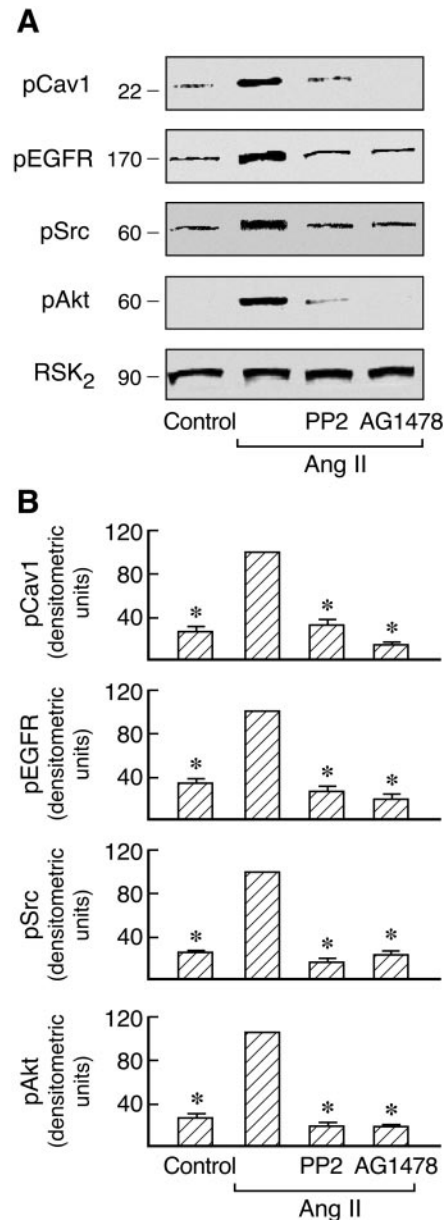 A
pCav1 22 –
pEGFR 170 –
pSrc 60 –
pAkt 60 –
RSK2 90 –
Control PP2 AG1478
Ang II
B
pCav1
(densitometric
units)
120
80
40
* * *
pEGFR
(densitometric
units)
120
80
40
* * *
pSrc
(densitometric
units)
120
80
40
* * *
pAkt
(densitometric
units)
120
80
40
* * *
Control PP2 AG1478
Ang II